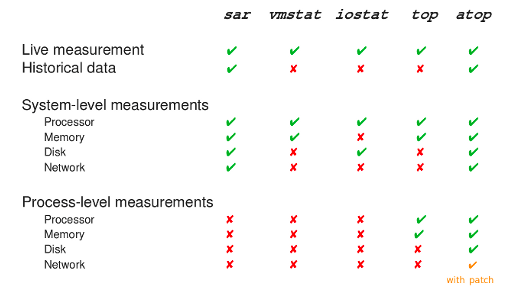 sar vmstat iostat top atop
Live measurement ✔ ✔ ✔ ✔ ✔
Historical data ✔ ✘ ✘ ✘ ✔
System-level measurements
Processor ✔ ✔ ✔ ✔ ✔
Memory ✔ ✔ ✘ ✔ ✔
Disk ✔ ✘ ✔ ✘ ✔
Network ✔ ✘ ✘ ✘ ✔
Process-level measurements
Processor ✘ ✘ ✘ ✔ ✔
Memory ✘ ✘ ✘ ✔ ✔
Disk ✘ ✘ ✘ ✘ ✔
Network ✘ ✘ ✘ ✘ ✔
with patch